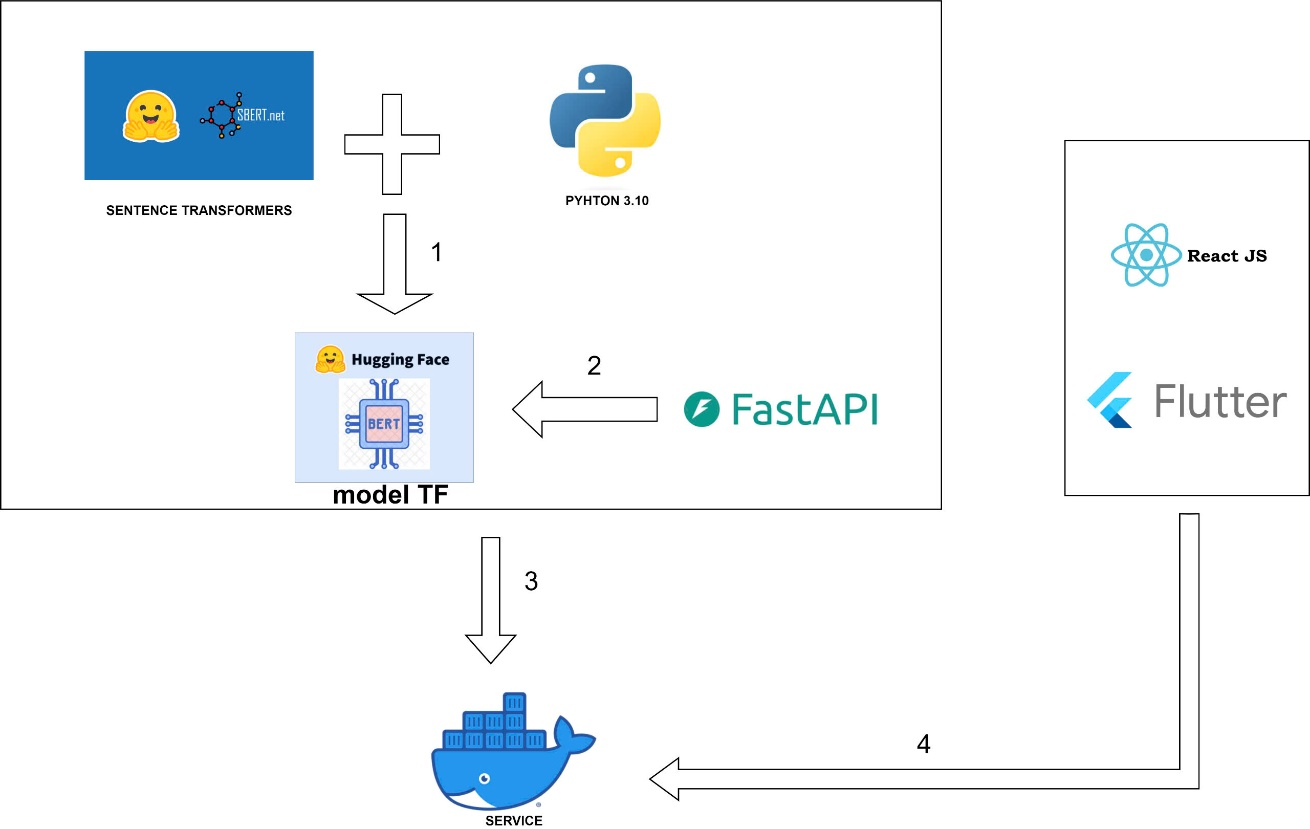 SBERT.net
SENTENCE TRANSFORMERS
PYHTON 3.10
1
Hugging Face
BERT
model TF
2
FastAPI
React JS
Flutter
3
4
SERVICE